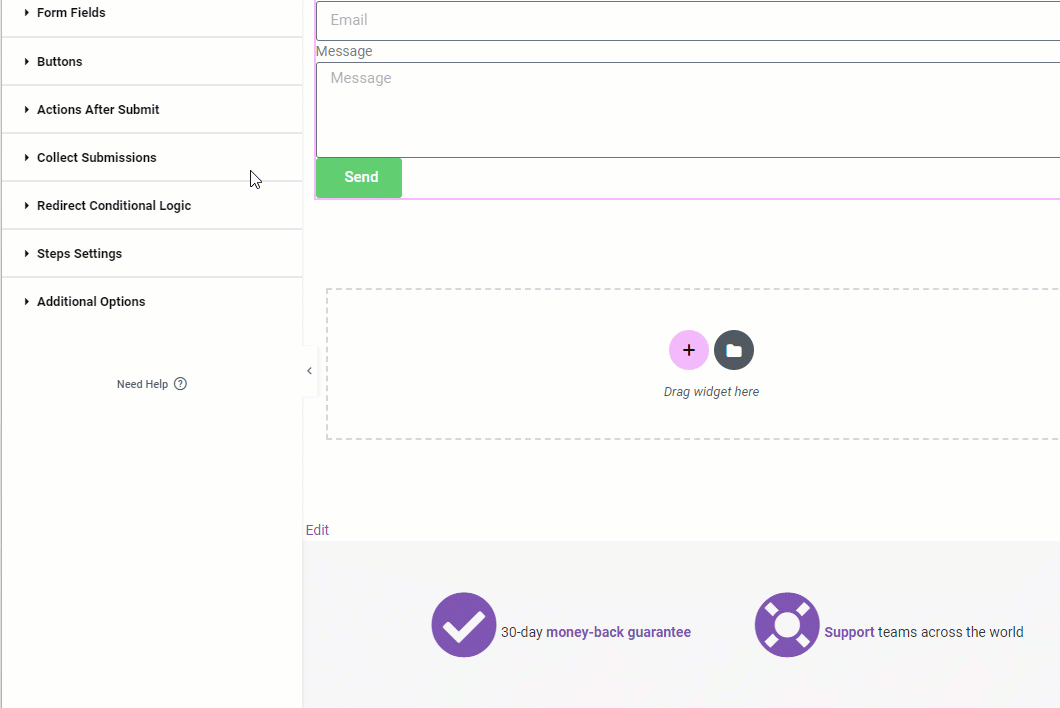 Form Fields
Buttons
Actions After Submit
Collect Submissions
Redirect Conditional Logic
Steps Settings
Additional Options
Need Help ?
Email
Message
Message
Send
Drag widget here
Edit
30-day money-back guarantee
Support teams across the world